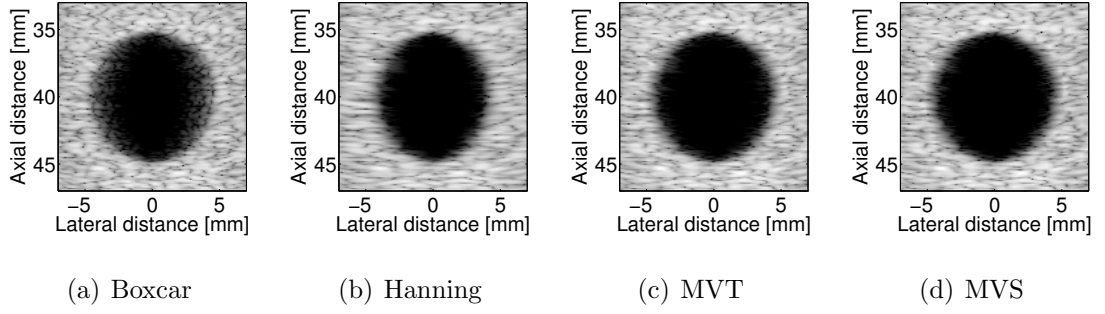 Axial distance [mm]
35
40
45
−5 0 5
Lateral distance [mm]
(a) Boxcar
Axial distance [mm]
35
40
45
−5 0 5
Lateral distance [mm]
(b) Hanning
Axial distance [mm]
35
40
45
−5 0 5
Lateral distance [mm]
(c) MVT
Axial distance [mm]
35
40
45
−5 0 5
Lateral distance [mm]
(d) MVS